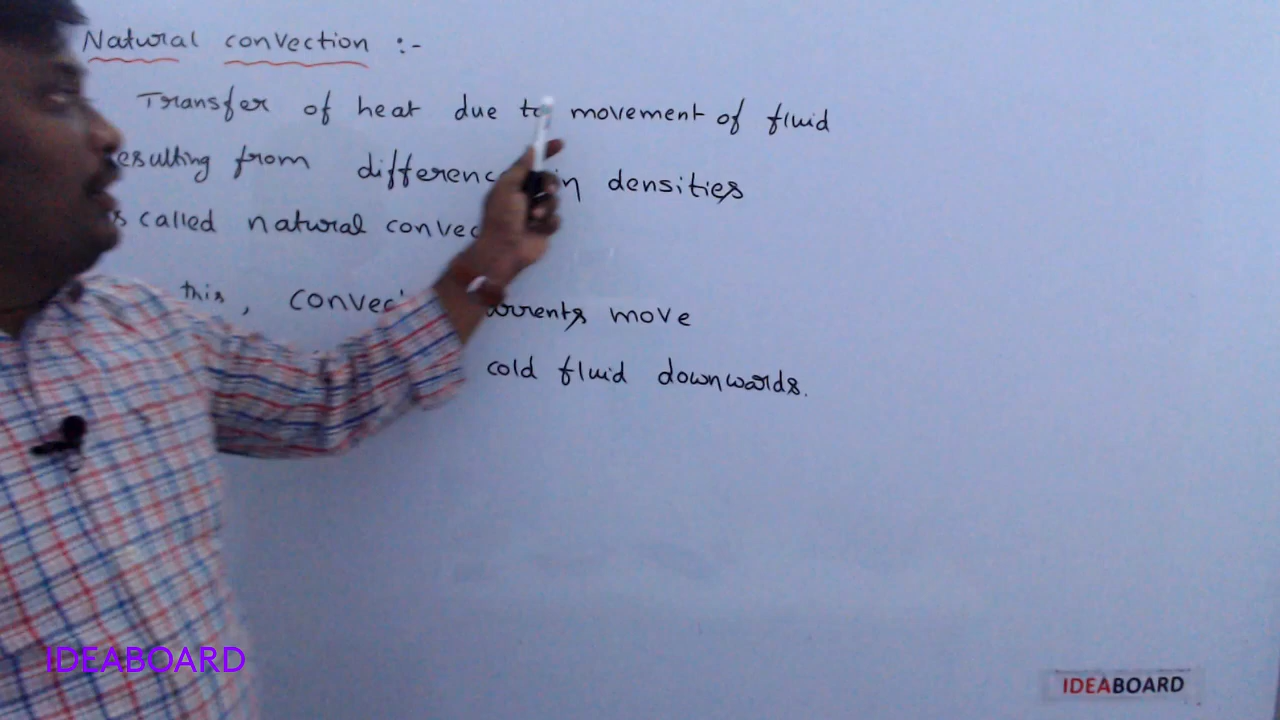 Natural convection :-
Transfer of heat due to movement of fluid
resulting from difference in densities
is called natural convec
this, convec currents move
cold fluid downwards.
IDEABOARD
IDEABOARD